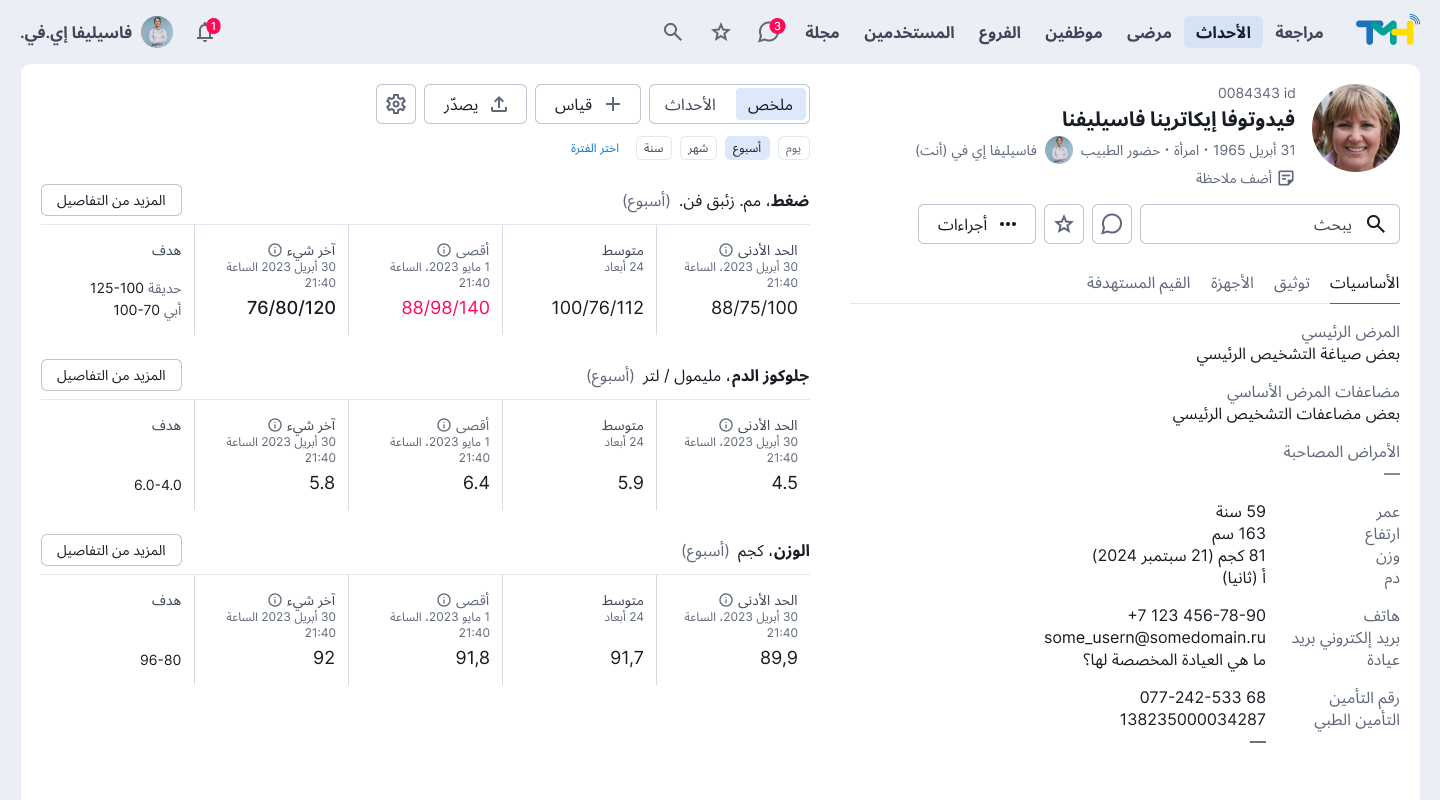 TMH
مراجعة
الأحداث
مرضى
موظفين
الفروع
المستخدمين
مجلة
3
1
فاسيليفا إي.في.
0084343 id
فيدوتوفا إيكاترينا فاسيليفنا
31 أبريل 1965 • امرأة • حضور الطبيب
فاسيليفا إي في (أنت)
أضف ملاحظة
يبحث
أجراءات
الأساسيات
توثيق
الأجهزة
القيم المستهدفة
المرض الرئيسي
بعض صياغة التشخيص الرئيسي
مضاعفات المرض الأساسي
بعض مضاعفات التشخيص الرئيسي
الأمراض المصاحبة
—
عمر 59 سنة
ارتفاع 163 سم
وزن 81 كجم (21 سبتمبر 2024)
دم أ (ثانيا)
هاتف +7 123 456-78-90
بريد إلكتروني بريد some_usern@somedomain.ru
عيادة ما هي العيادة المخصصة لها؟
رقم التأمين 077-242-533 68
التأمين الطبي 138235000034287
—
ملخص
الأحداث
قياس
يصدّر
يوم
أسبوع
شهر
سنة
اختر الفترة
ضغط، مم. زئبق فن. (أسبوع)
المزيد من التفاصيل
الحد الأدنى
30 أبريل 2023، الساعة
21:40
88/75/100
متوسط
24 أبعاد
100/76/112
أقصى
1 مايو 2023، الساعة
21:40
88/98/140
آخر شيء
30 أبريل 2023 الساعة
21:40
76/80/120
هدف
حديقة 100-125
أبي 70-100
جلوكوز الدم، مليمول / لتر (أسبوع)
المزيد من التفاصيل
الحد الأدنى
30 أبريل 2023، الساعة
21:40
4.5
متوسط
24 أبعاد
5.9
أقصى
1 مايو 2023، الساعة
21:40
6.4
آخر شيء
30 أبريل 2023 الساعة
21:40
5.8
هدف
6.0-4.0
الوزن، كجم (أسبوع)
المزيد من التفاصيل
الحد الأدنى
30 أبريل 2023، الساعة
21:40
89,9
متوسط
24 أبعاد
91,7
أقصى
1 مايو 2023، الساعة
21:40
91,8
آخر شيء
30 أبريل 2023 الساعة
21:40
92
هدف
96-80